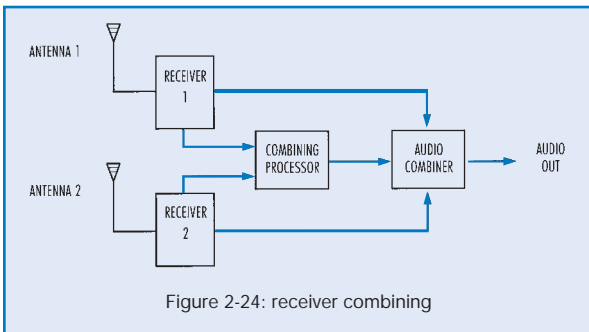 ANTENNA 1
RECEIVER
1
COMBINING
PROCESSOR
AUDIO
COMBINER
AUDIO
OUT
ANTENNA 2
RECEIVER
2
Figure 2-24: receiver combining